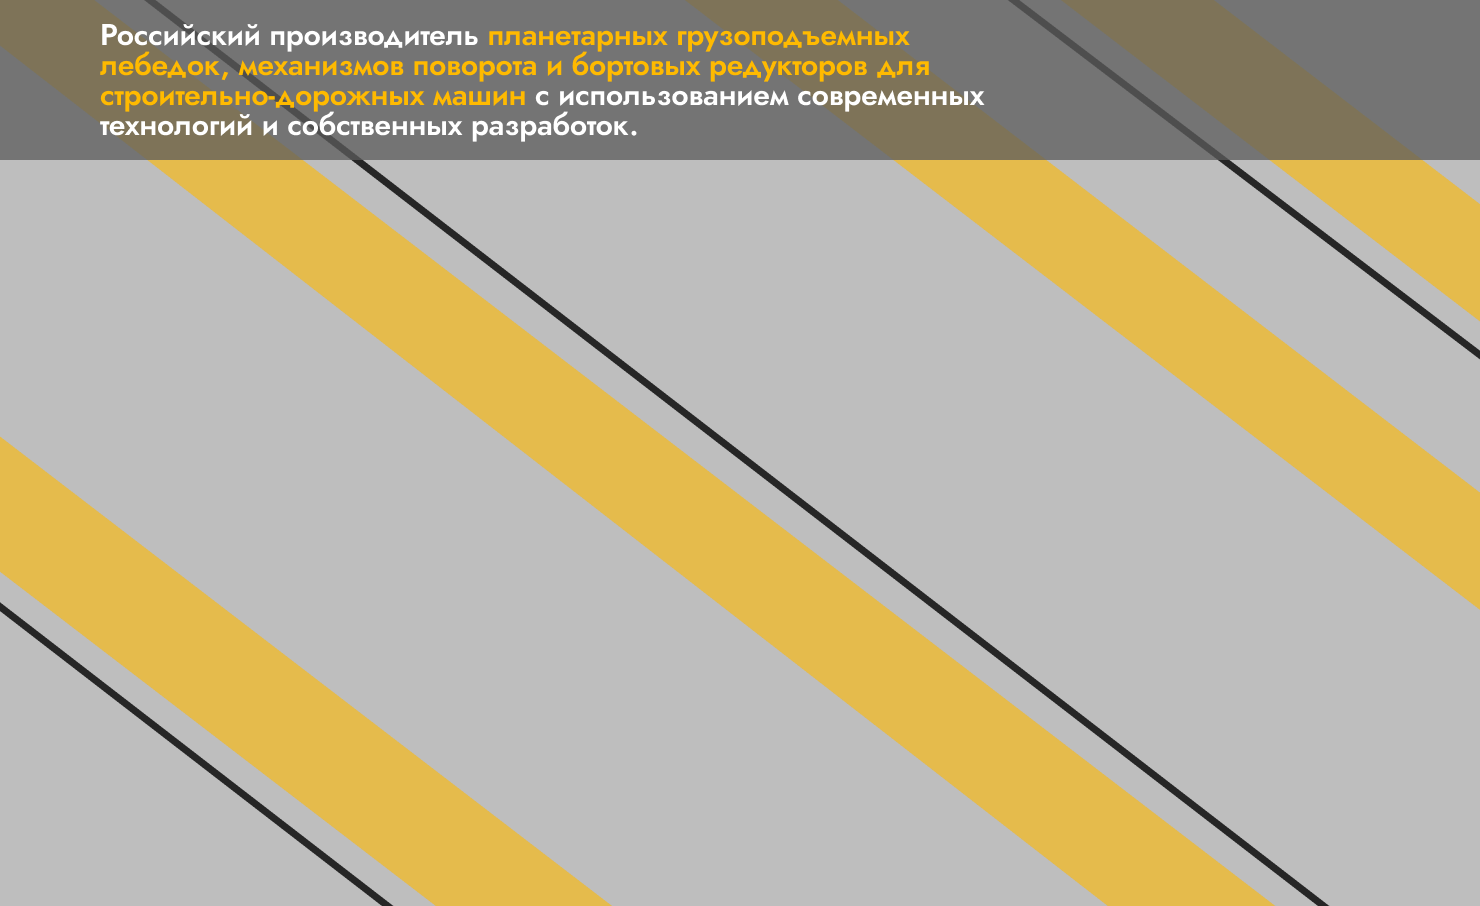 Российский производитель планетарных грузоподъемных
лебедок, механизмов поворота и бортовых редукторов для
строительно-дорожных машин с использованием современных
технологий и собственных разработок.